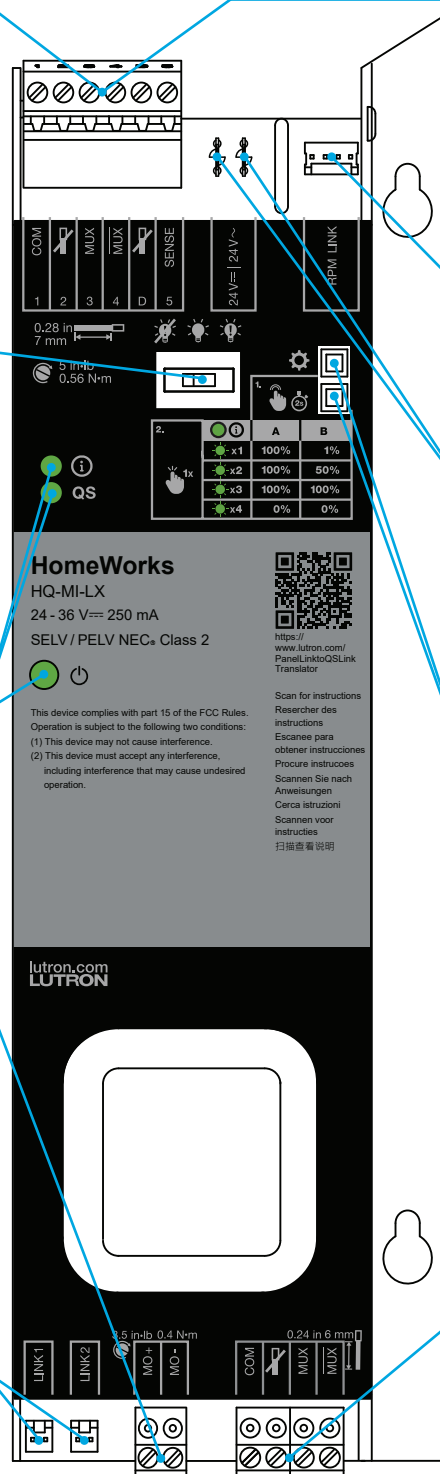 COM MUX MUX SENSE 24 V⎓ 24 V~ RPM LINK
1 2 3 4 D 5
0.28 in
7 mm
5 in•lb
0.56 N•m
1. 2s
2. A B
1x
x1 100% 1%
x2 100% 50%
x3 100% 100%
x4 0% 0%
QS
HomeWorks
HQ-MI-LX
24 - 36 V⎓ 250 mA
SELV / PELV NEC® Class 2
This device complies with part 15 of the FCC Rules.
Operation is subject to the following two conditions:
(1) This device may not cause interference.
(2) This device must accept any interference,
including interference that may cause undesired
operation.
https://
www.lutron.com/
PanelLinktoQSLink
Translator
Scan for instructions
Resercher des
instructions
Escanee para
obtener instrucciones
Procure instrucoes
Scannen Sie nach
Anweisungen
Cerca istruzioni
Scannen voor
instructies
扫描查看说明
lutron.com
LUTRON
3.5 in•lb 0.4 N•m
0.24 in 6 mm
LINK1 LINK2 MO+ MO- COM MUX MUX